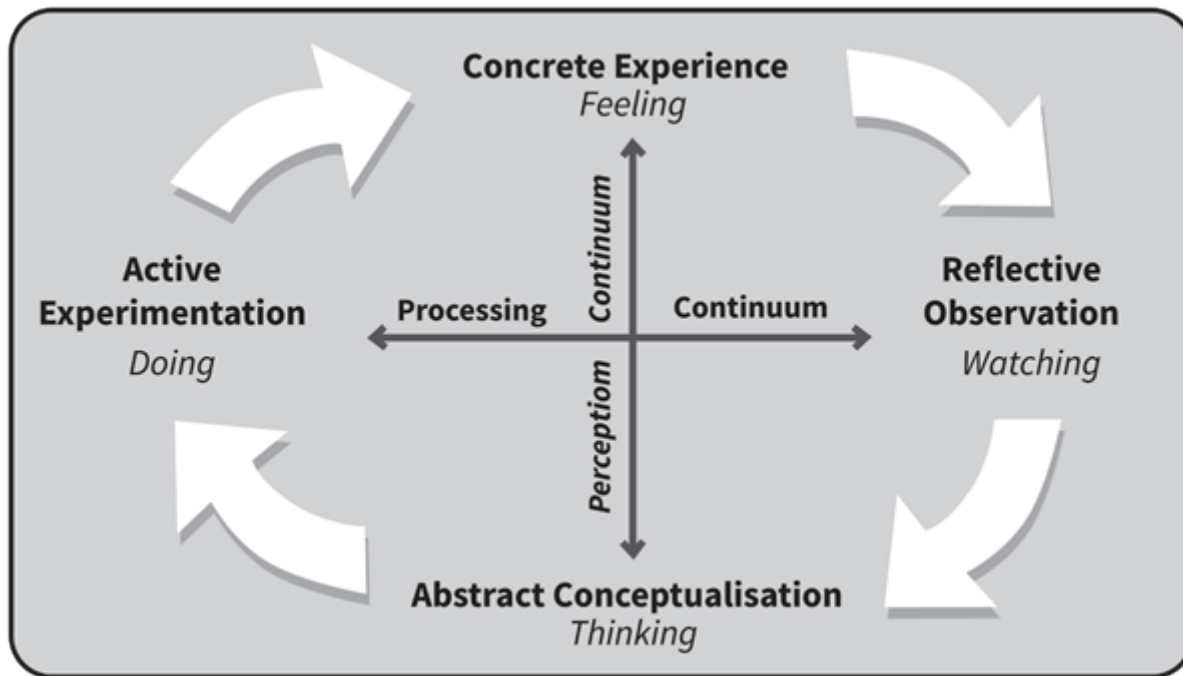 Concrete Experience
Feeling
Active
Experimentation
Doing
Processing
Continuum
Continuum
Perceptiom
Reflective
Observation
Watching
Abstract Conceptualisation
Thinking